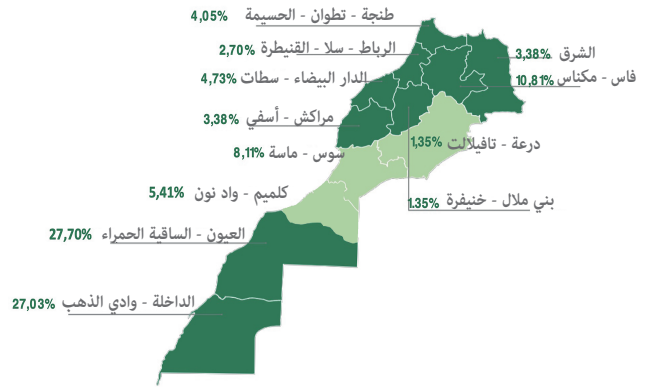 طنجة - تطوان - الحسيمة 4,05%
الرباط - سلا - القنيطرة 2,70%
الشرق 3,38%
الدار البيضاء - سطات 4,73%
فاس - مكناس 10,81%
مراكش - أسفي 3,38%
درعة - تافيلالت 1,35%
سوس - ماسة 8,11%
كلميم - واد نون 5,41%
بني ملال - خنيفرة 1.35%
العيون - الساقية الحمراء 27,70%
الداخلة - وادي الذهب 27,03%